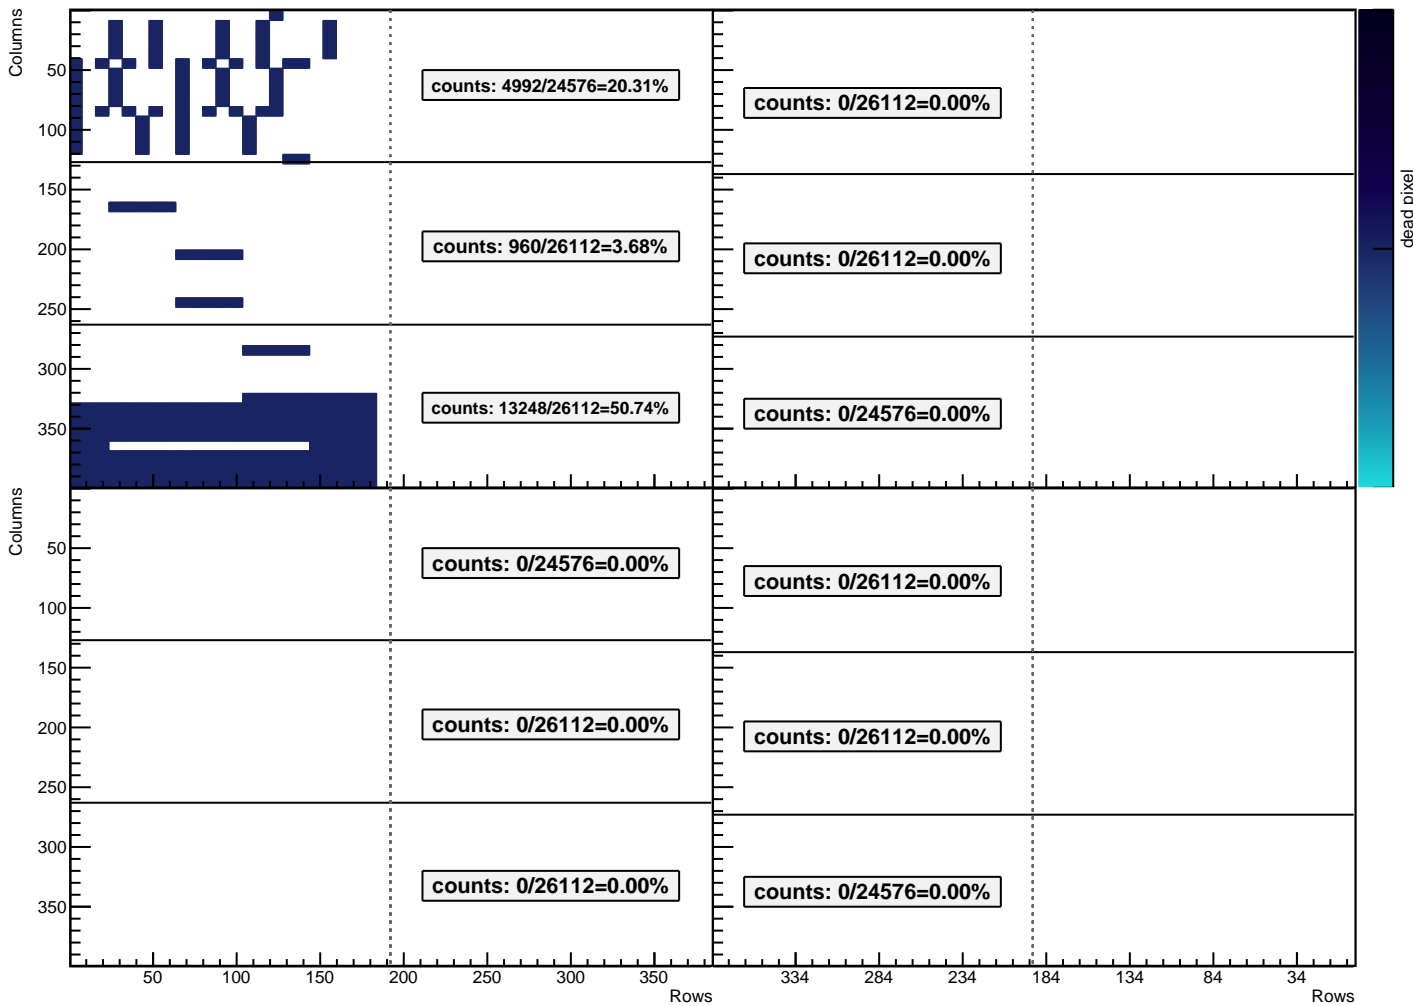 Columns
50
100
150
200
250
300
350
counts: 4992/24576=20.31%
counts: 960/26112=3.68%
counts: 13248/26112=50.74%
counts: 0/26112=0.00%
counts: 0/26112=0.00%
counts: 0/24576=0.00%
dead pixel
Columns
50
100
150
200
250
300
350
counts: 0/24576=0.00%
counts: 0/26112=0.00%
counts: 0/26112=0.00%
counts: 0/26112=0.00%
counts: 0/26112=0.00%
counts: 0/24576=0.00%
50 100 150 200 250 300 350
Rows
334 284 234 184 134 84 34
Rows